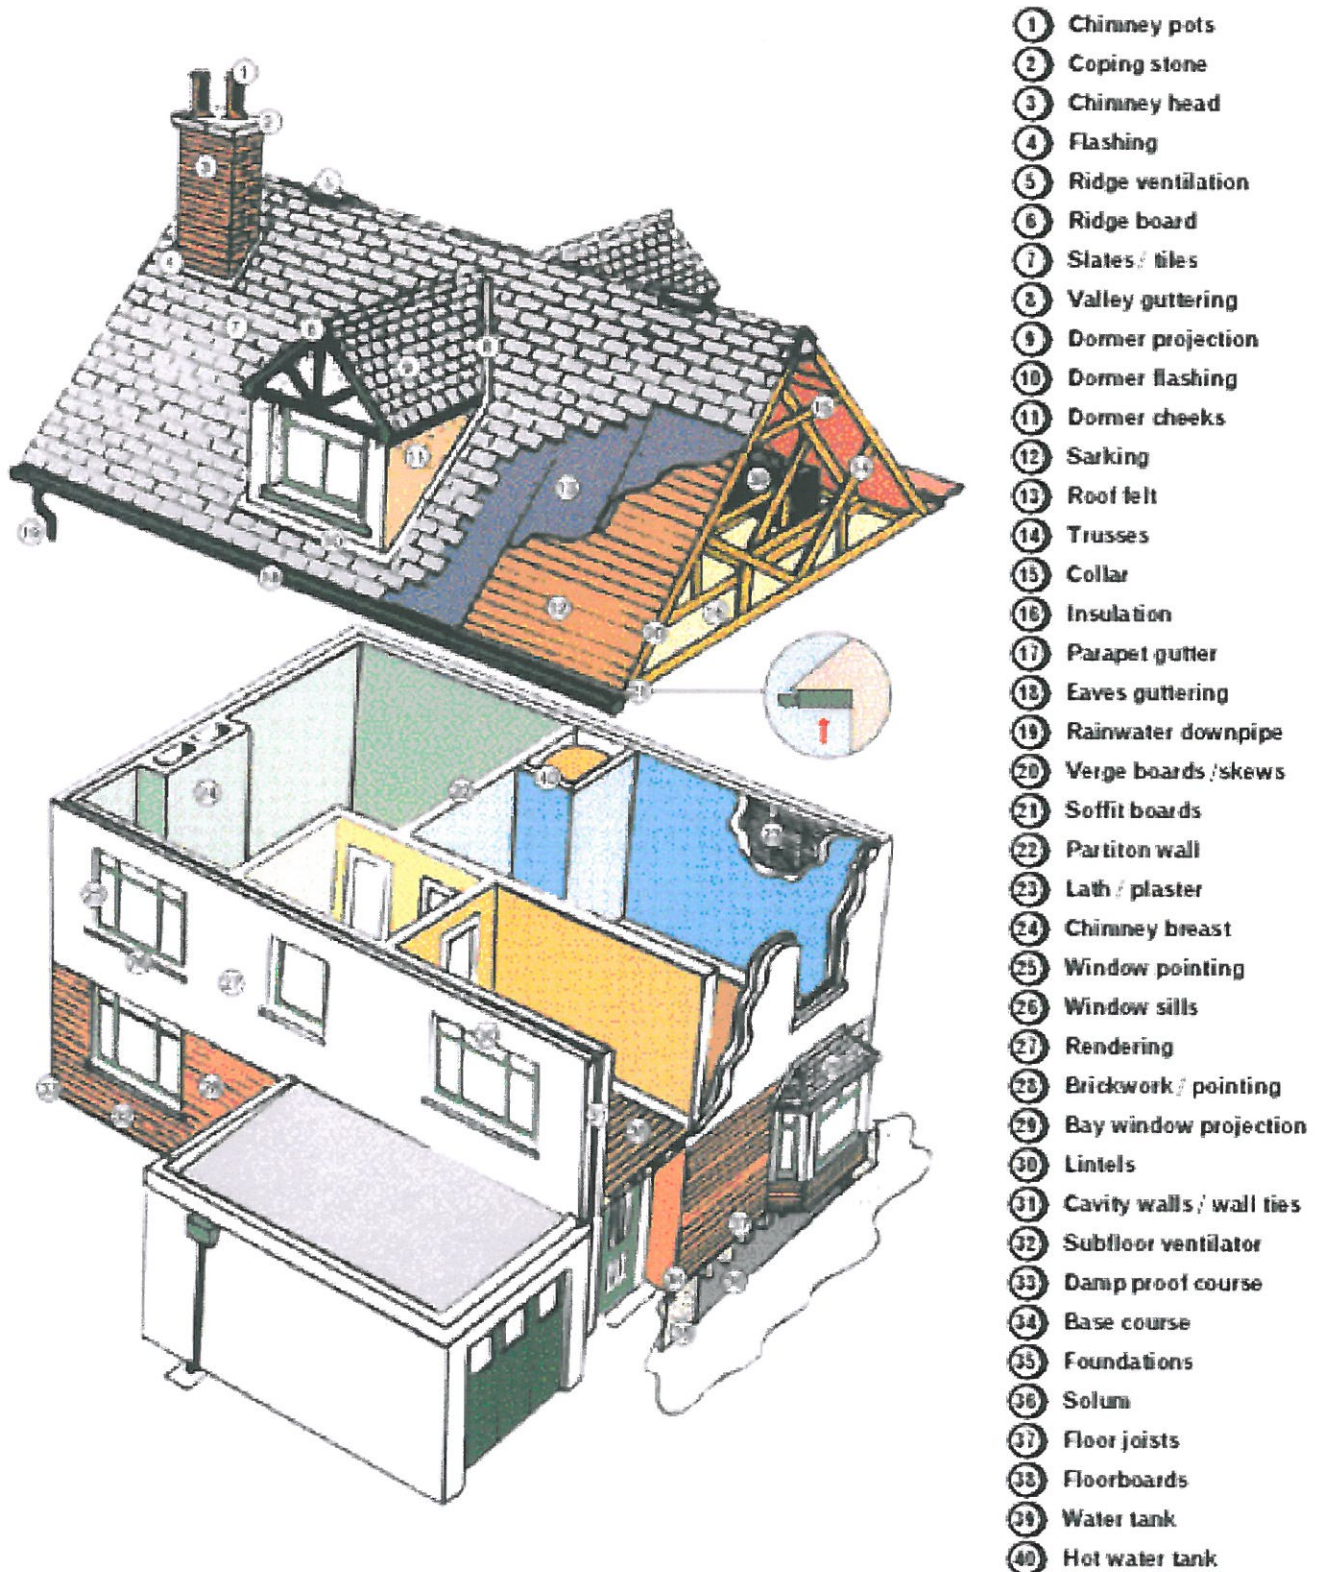 1 Chimney pots
2 Coping stone
3 Chimney head
4 Flashing
5 Ridge ventilation
6 Ridge board
7 Slates / tiles
8 Valley guttering
9 Dormer projection
10 Dormer flashing
11 Dormer cheeks
12 Sarking
13 Roof felt
14 Trusses
15 Collar
16 Insulation
17 Parapet gutter
18 Eaves guttering
19 Rainwater downpipe
20 Verge boards /skews
21 Soffit boards
22 Partiton wall
23 Lath / plaster
24 Chimney breast
25 Window pointing
26 Window sills
27 Rendering
28 Brickwork / pointing
29 Bay window projection
30 Lintels
31 Cavity walls / wall ties
32 Subfloor ventilator
33 Damp proof course
34 Base course
35 Foundations
36 Solum
37 Floor joists
38 Floorboards
39 Water tank
40 Hot water tank